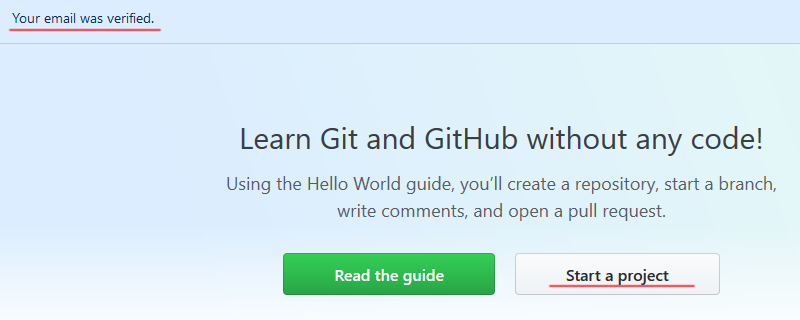 Your email was verified.
Learn Git and GitHub without any code!
Using the Hello World guide, you’ll create a repository, start a branch,
write comments, and open a pull request.
Read the guide
Start a project